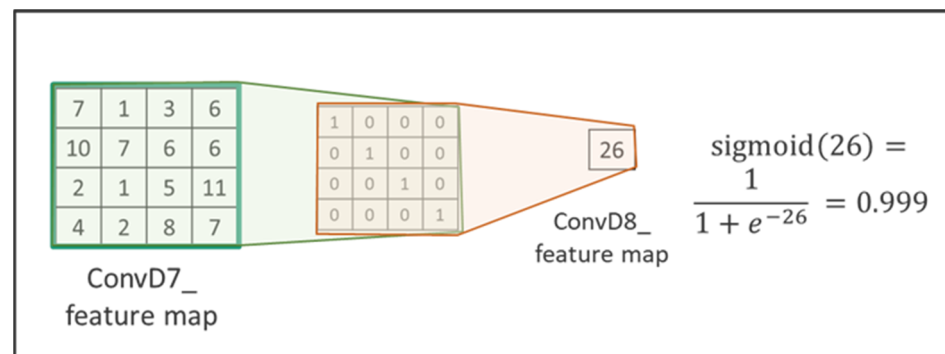 7 1 3 6
10 7 6 6
2 1 5 11
4 2 8 7
ConvD7_
feature map
1 0 0 0
0 1 0 0
0 0 1 0
0 0 0 1
26
ConvD8_
feature map
sigmoid(26) =
1
1 + e^{-26} = 0.999